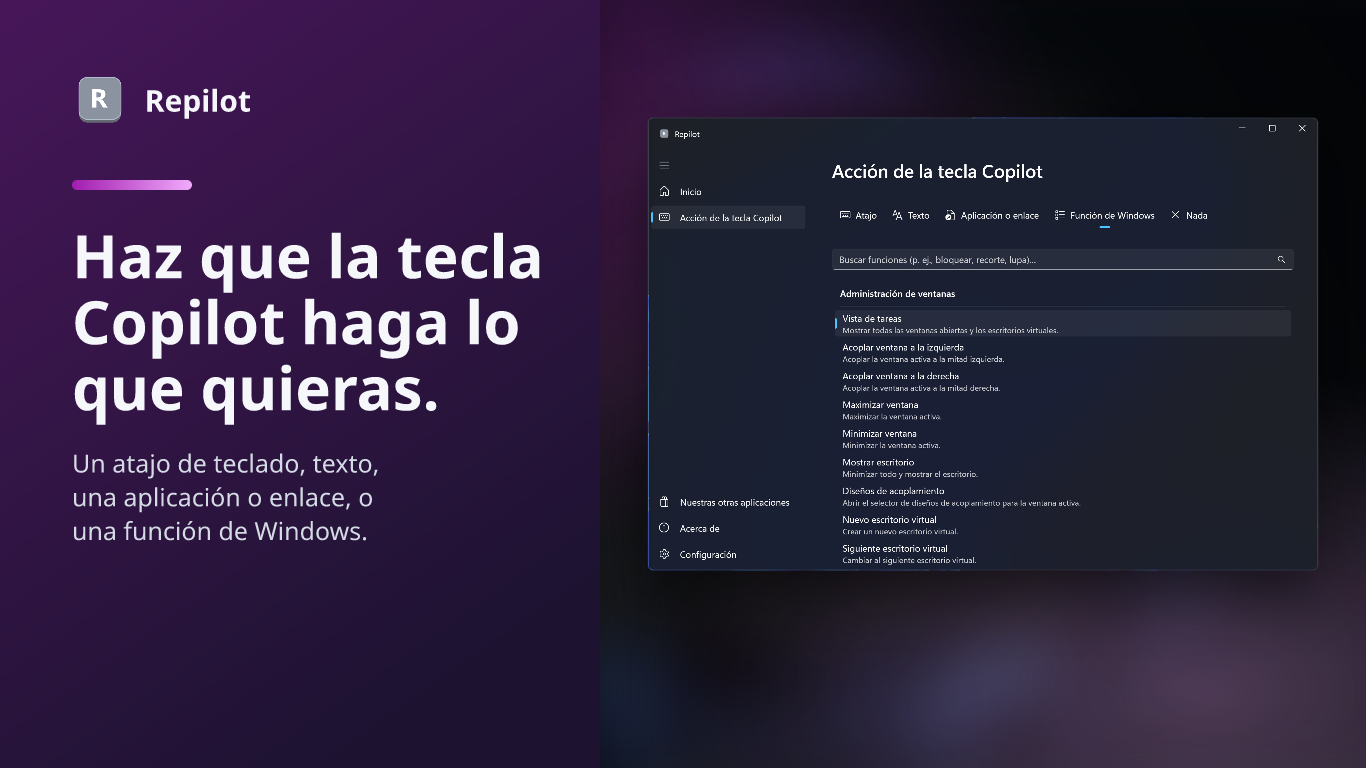 R
Repilot
Haz que la tecla
Copilot haga lo
que quieras.
Un atajo de teclado, texto,
una aplicación o enlace, o
una función de Windows.
Repilot
Inicio
Acción de la tecla Copilot
Nuestras otras aplicaciones
Acerca de
Configuración
Acción de la tecla Copilot
Atajo Texto Aplicación o enlace Función de Windows Nada
Buscar funciones (p. ej., bloquear, recorte, lupa)...
Administración de ventanas
Vista de tareas
Mostrar todas las ventanas abiertas y los escritorios virtuales.
Acoplar ventana a la izquierda
Acoplar la ventana activa a la mitad izquierda.
Acoplar ventana a la derecha
Acoplar la ventana activa a la mitad derecha.
Maximizar ventana
Maximizar la ventana activa.
Minimizar ventana
Minimizar la ventana activa.
Mostrar escritorio
Minimizar todo y mostrar el escritorio.
Diseños de acoplamiento
Abrir el selector de diseños de acoplamiento para la ventana activa.
Nuevo escritorio virtual
Crear un nuevo escritorio virtual.
Siguiente escritorio virtual
Cambiar al siguiente escritorio virtual.